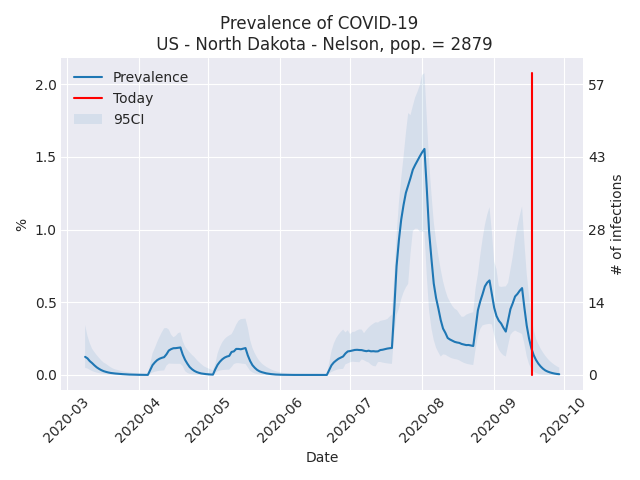 Prevalence of COVID-19
US - North Dakota - Nelson, pop. = 2879
Prevalence
Today
95CI
2.0
1.5
1.0
0.5
0.0
%
57
43
28
14
0
# of infections
2020-03
2020-04
2020-05
2020-06
2020-07
2020-08
2020-09
2020-10
Date